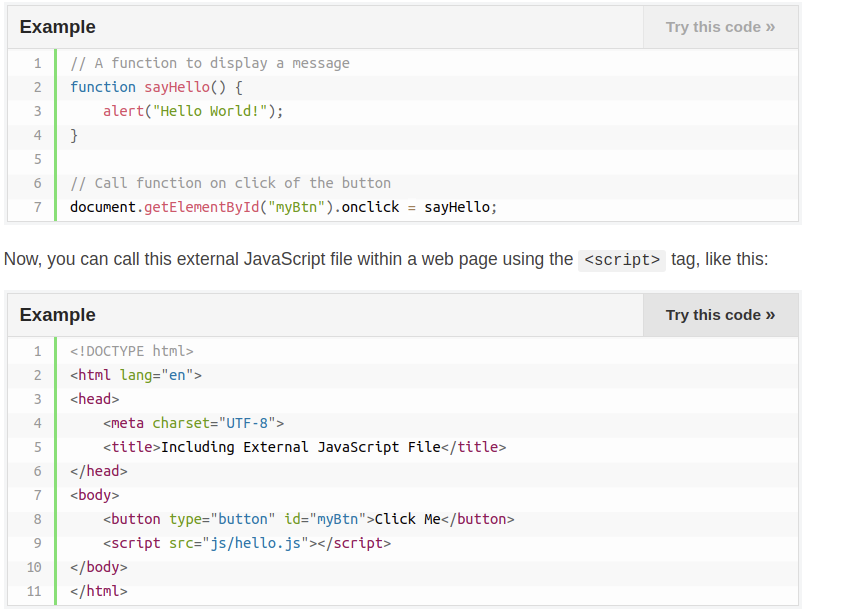 Example
Try this code »
1 // A function to display a message
2 function sayHello() {
3     alert("Hello World!");
4 }
5
6 // Call function on click of the button
7 document.getElementById("myBtn").onclick = sayHello;
Now, you can call this external JavaScript file within a web page using the <script> tag, like this:
Example
Try this code »
1 <!DOCTYPE html>
2 <html lang="en">
3 <head>
4     <meta charset="UTF-8">
5     <title>Including External JavaScript File</title>
6 </head>
7 <body>
8     <button type="button" id="myBtn">Click Me</button>
9     <script src="js/hello.js"></script>
10 </body>
11 </html>